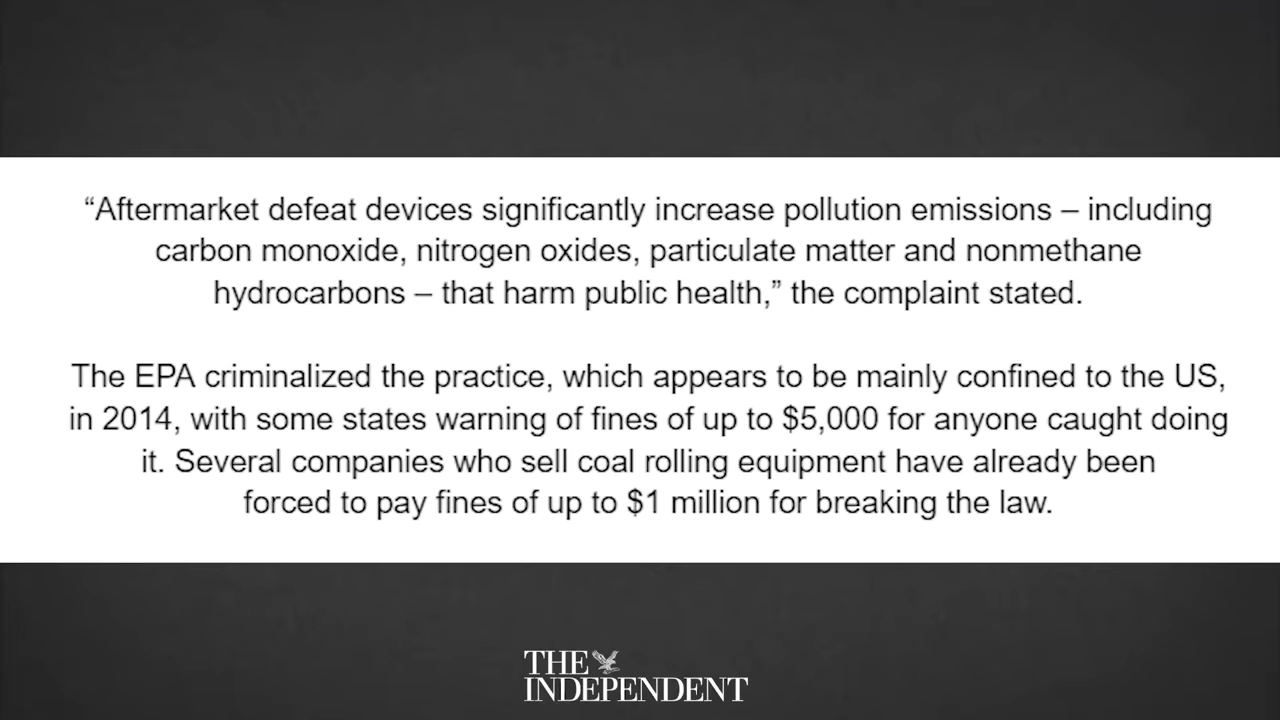 “Aftermarket defeat devices significantly increase pollution emissions – including
carbon monoxide, nitrogen oxides, particulate matter and nonmethane
hydrocarbons – that harm public health,” the complaint stated.
The EPA criminalized the practice, which appears to be mainly confined to the US,
in 2014, with some states warning of fines of up to $5,000 for anyone caught doing
it. Several companies who sell coal rolling equipment have already been
forced to pay fines of up to $1 million for breaking the law.
THE
INDEPENDENT